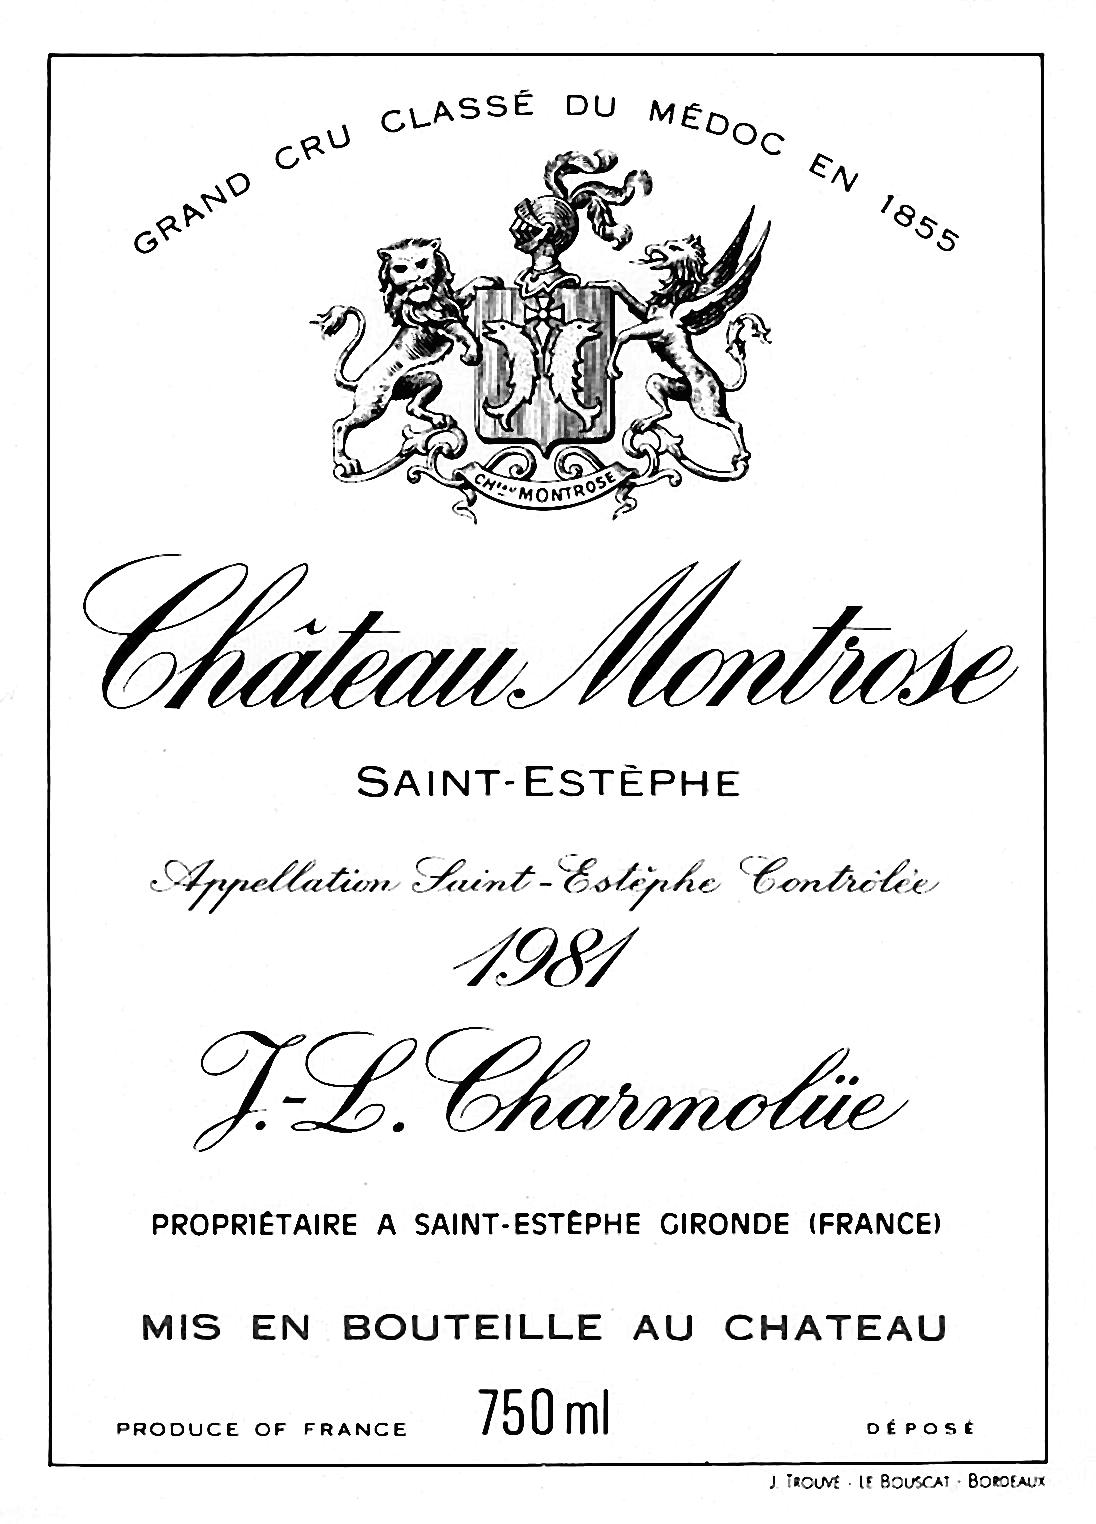 GRAND CRU CLASSÉ DU MÉDOC EN 1855
CHeau MONTROSE
Château Montrose
SAINT-ESTÈPHE
Appellation Saint-Estèphe Contrôlée
1981
J.-L. Charmolüe
PROPRIÉTAIRE A SAINT-ESTÈPHE GIRONDE (FRANCE)
MIS EN BOUTEILLE AU CHATEAU
750 ml
PRODUCE OF FRANCE
DÉPOSÉ
J. TROUVÉ - LE BOUSCAT - BORDEAUX